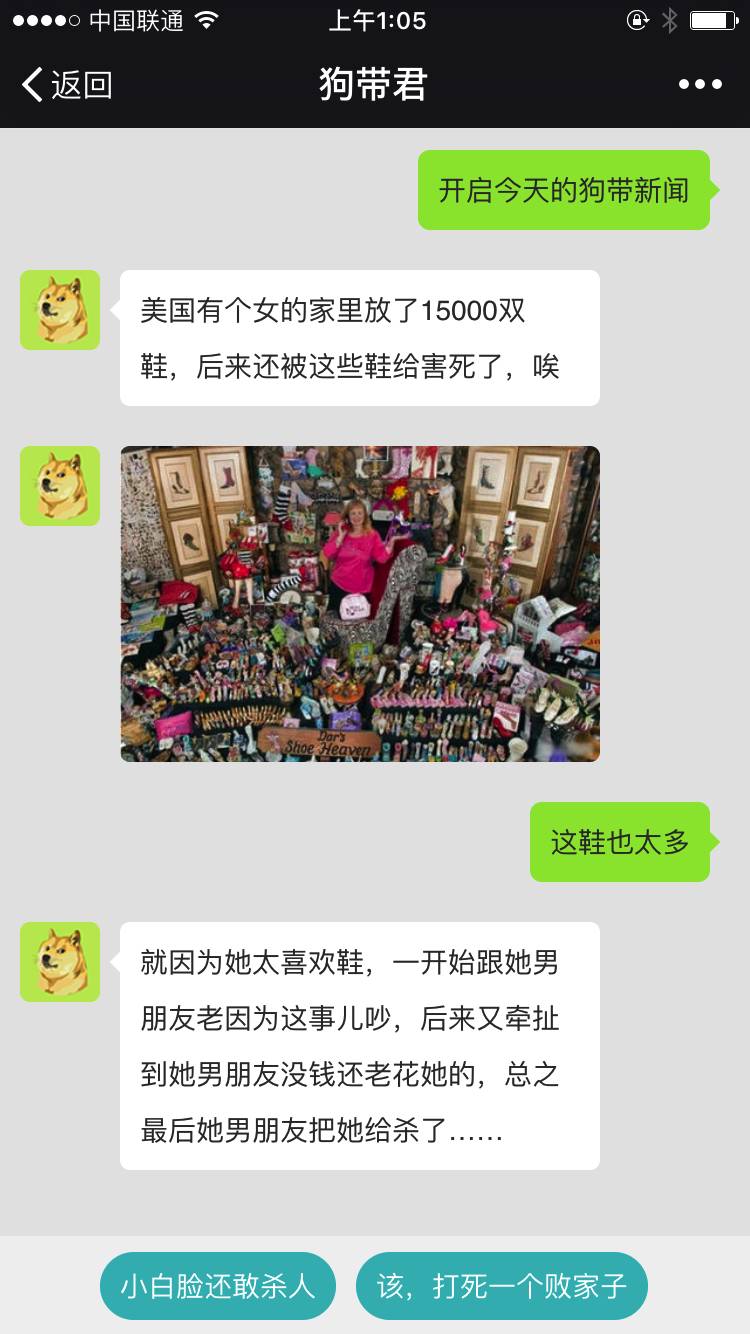 中国联通 上午1:05
返回 狗带君
开启今天的狗带新闻
美国有个女的家里放了15000双
鞋，后来还被这些鞋给害死了，唉
Dar's
Shoe Heaven
这鞋也太多
就因为她太喜欢鞋，一开始跟她男
朋友老因为这事儿吵，后来又牵扯
到她男朋友没钱还老花她的，总之
最后她男朋友把她给杀了……
小白脸还敢杀人 该，打死一个败家子